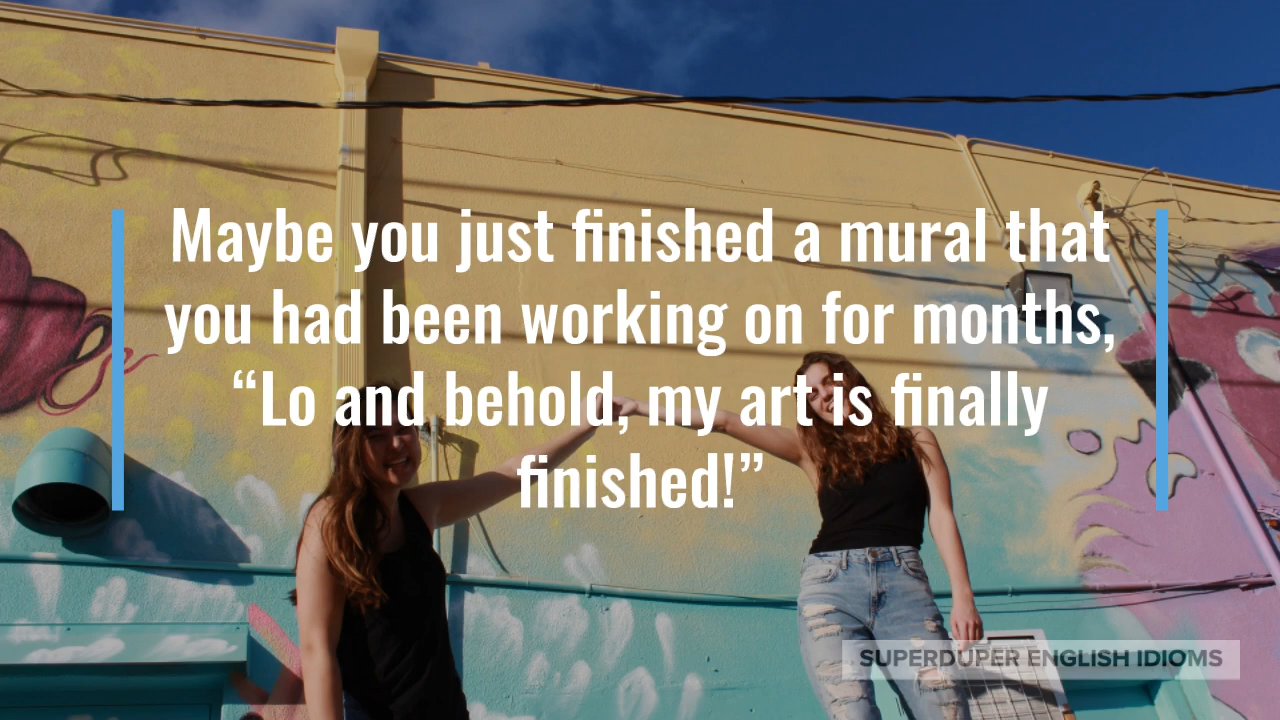 Maybe you just finished a mural that
you had been working on for months,
“Lo and behold, my art is finally
finished!”
SUPERDUPER ENGLISH IDIOMS